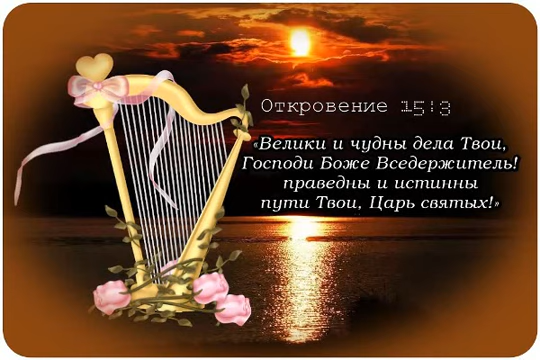 Откровение 15:3
«Велики и чудны дела Твои,
Господи Боже Вседержитель!
праведны и истинны
пути Твои, Царь святых!»